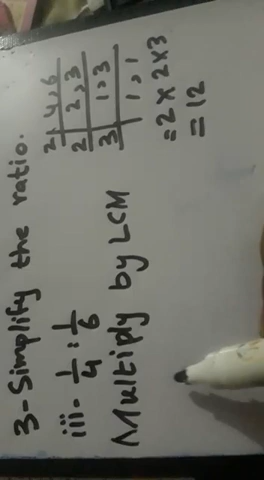 3-Simplify the ratio.
iii- 1/4 : 1/6
Multiply by LCM
2 4, 6
2 2, 3
3 1, 3
1, 1
= 2 x 2 x 3
= 12